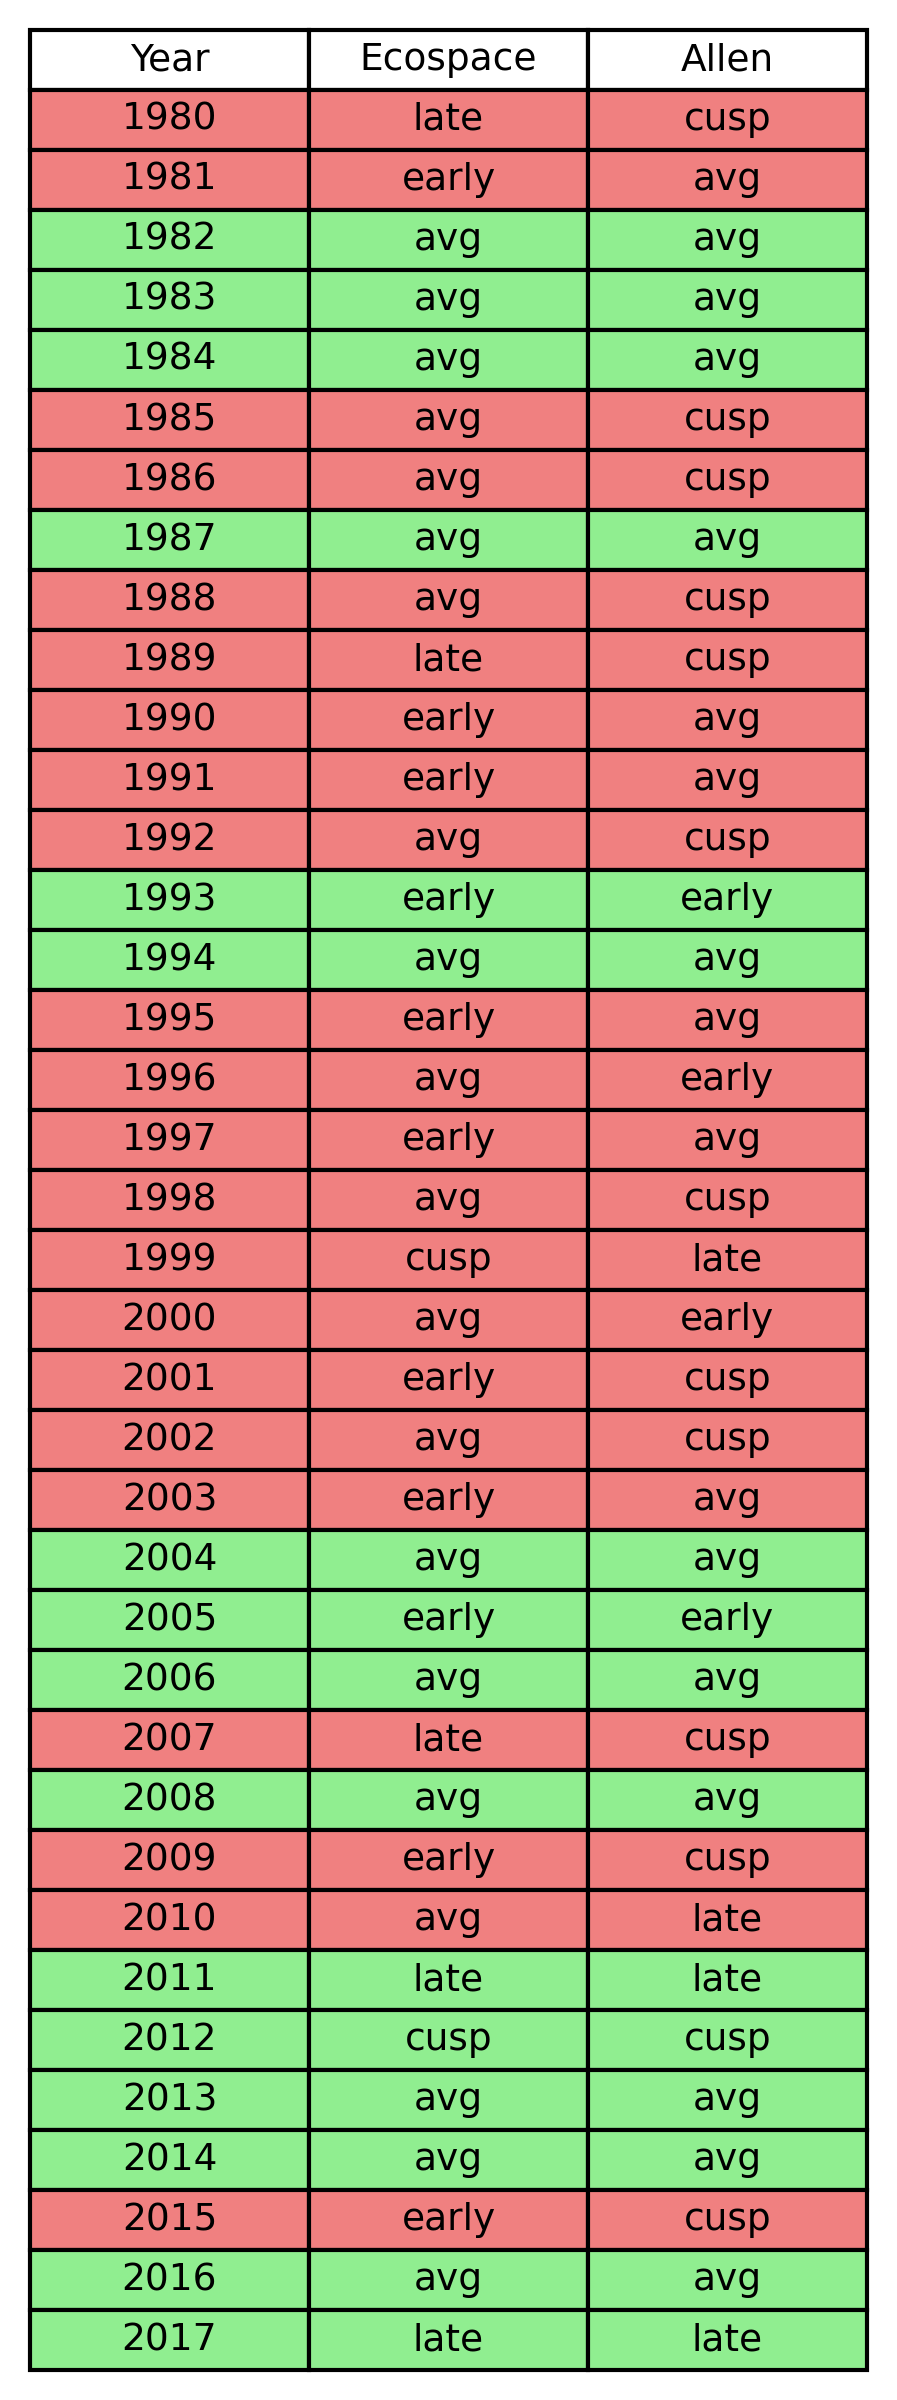 Year Ecospace Allen
1980 late cusp
1981 early avg
1982 avg avg
1983 avg avg
1984 avg avg
1985 avg cusp
1986 avg cusp
1987 avg avg
1988 avg cusp
1989 late cusp
1990 early avg
1991 early avg
1992 avg cusp
1993 early early
1994 avg avg
1995 early avg
1996 avg early
1997 early avg
1998 avg cusp
1999 cusp late
2000 avg early
2001 early cusp
2002 avg cusp
2003 early avg
2004 avg avg
2005 early early
2006 avg avg
2007 late cusp
2008 avg avg
2009 early cusp
2010 avg late
2011 late late
2012 cusp cusp
2013 avg avg
2014 avg avg
2015 early cusp
2016 avg avg
2017 late late